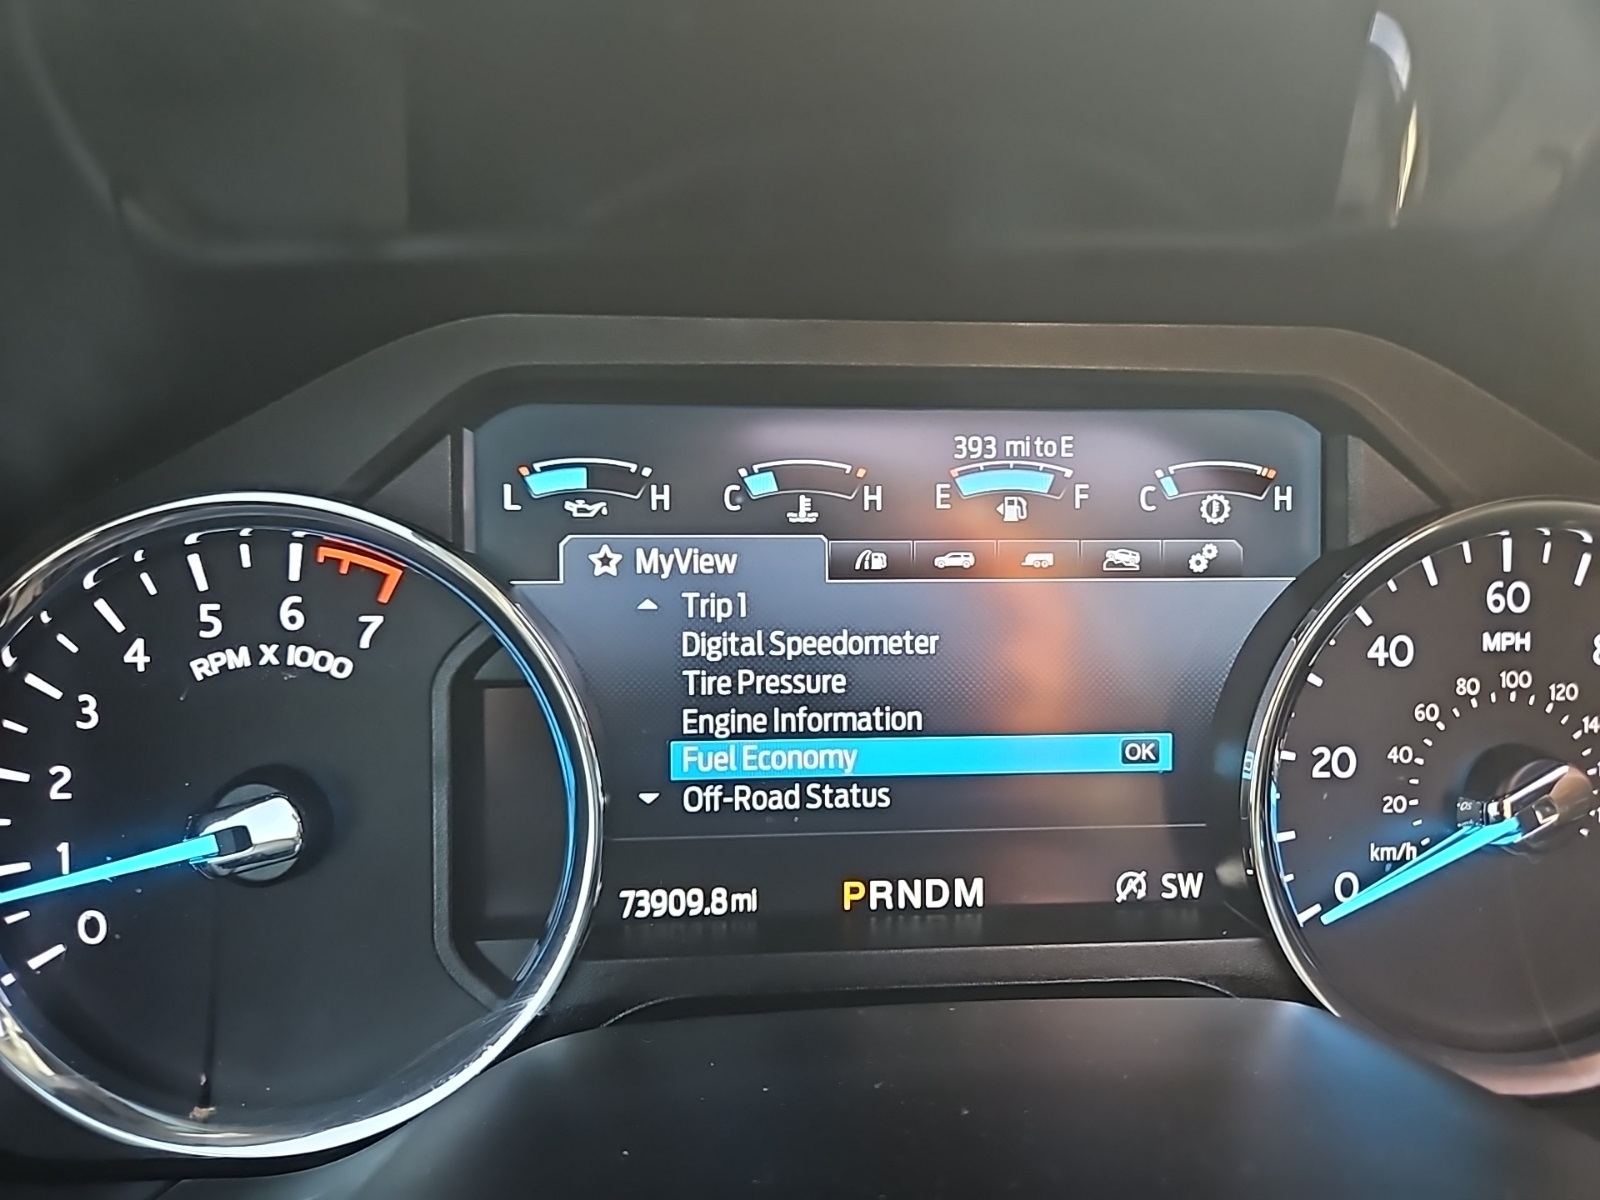 393 mi to E
L H C H E F C H
MyView
Trip 1
Digital Speedometer
Tire Pressure
Engine Information
Fuel Economy OK
Off-Road Status
73909.8 mi PRNDM SW
0 1 2 3 4 5 6 7
RPM X 1000
0 20 40 60
MPH
20 40 60 80 100 120
km/h